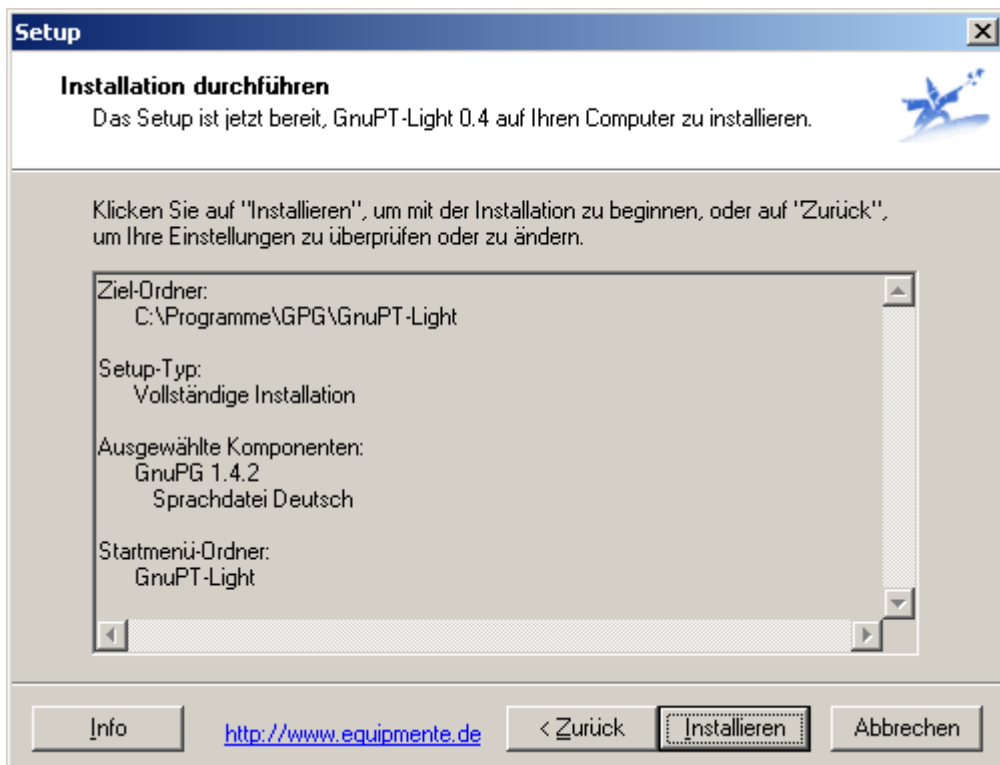 Setup
Installation durchführen
Das Setup ist jetzt bereit, GnuPT-Light 0.4 auf Ihren Computer zu installieren.
Klicken Sie auf "Installieren", um mit der Installation zu beginnen, oder auf "Zurück",
um Ihre Einstellungen zu überprüfen oder zu ändern.
Ziel-Ordner:
C:\Programme\GPG\GnuPT-Light
Setup-Typ:
Vollständige Installation
Ausgewählte Komponenten:
GnuPG 1.4.2
Sprachdatei Deutsch
Startmenü-Ordner:
GnuPT-Light
Info
http://www.equipmente.de
< Zurück
Installieren
Abbrechen